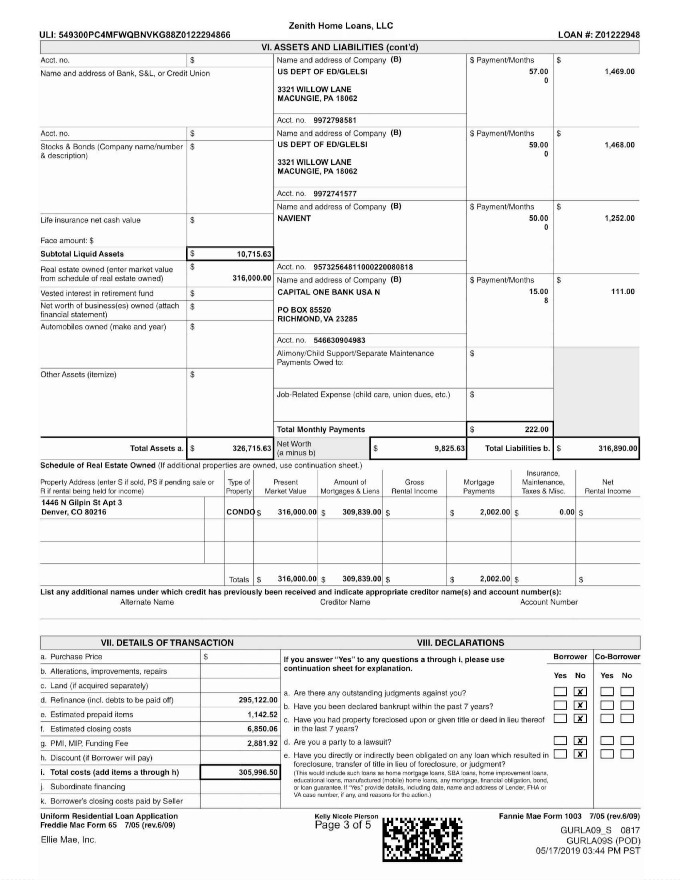 Zenith Home Loans, LLC
ULI: 549300PC4MFWQBNVKG88Z0122294866 LOAN #: Z01222948
VI. ASSETS AND LIABILITIES (cont'd)
Acct. no. $
Name and address of Bank, S&L, or Credit Union
Name and address of Company (B) $ Payment/Months $
US DEPT OF ED/GLELSI 57.00 1,469.00
0
3321 WILLOW LANE
MACUNGIE, PA 18062
Acct. no. 9972798581
Acct. no. $
Stocks & Bonds (Company name/number $
& description)
Name and address of Company (B) $ Payment/Months $
US DEPT OF ED/GLELSI 59.00 1,468.00
0
3321 WILLOW LANE
MACUNGIE, PA 18062
Acct. no. 9972741577
Name and address of Company (B) $ Payment/Months $
NAVIENT 50.00 1,252.00
0
Life insurance net cash value $
Face amount: $
Subtotal Liquid Assets $ 10,715.63
Acct. no. 95732564811000220080818
Real estate owned (enter market value $
from schedule of real estate owned) 316,000.00
Name and address of Company (B) $ Payment/Months $
CAPITAL ONE BANK USA N 15.00 111.00
8
PO BOX 85520
RICHMOND, VA 23285
Acct. no. 546630904983
Vested interest in retirement fund $
Net worth of business(es) owned (attach $
financial statement)
Automobiles owned (make and year) $
Alimony/Child Support/Separate Maintenance $
Payments Owed to:
Other Assets (itemize) $
Job-Related Expense (child care, union dues, etc.) $
Total Monthly Payments $ 222.00
Total Assets a. $ 326,715.63 Net Worth $ 9,825.63 Total Liabilities b. $ 316,890.00
(a minus b)
Schedule of Real Estate Owned (If additional properties are owned, use continuation sheet.)
Property Address (enter S if sold, PS if pending sale or
R if rental being held for income)
Type of
Property
Present
Market Value
Amount of
Mortgages & Liens
Gross
Rental Income
Mortgage
Payments
Insurance,
Maintenance,
Taxes & Misc.
Net
Rental Income
1446 N Gilpin St Apt 3
Denver, CO 80216 CONDO $ 316,000.00 $ 309,839.00 $ $ 2,002.00 $ 0.00 $
Totals $ 316,000.00 $ 309,839.00 $ $ 2,002.00 $ $
List any additional names under which credit has previously been received and indicate appropriate creditor name(s) and account number(s):
Alternate Name Creditor Name Account Number
VII. DETAILS OF TRANSACTION
a. Purchase Price $
b. Alterations, improvements, repairs
c. Land (if acquired separately)
d. Refinance (incl. debts to be paid off) 295,122.00
e. Estimated prepaid items 1,142.52
f. Estimated closing costs 6,850.06
g. PMI, MIP, Funding Fee 2,881.92
h. Discount (if Borrower will pay)
i. Total costs (add items a through h) 305,996.50
j. Subordinate financing
k. Borrower's closing costs paid by Seller
VIII. DECLARATIONS
If you answer "Yes" to any questions a through i, please use
continuation sheet for explanation.
Borrower Co-Borrower
Yes No Yes No
a. Are there any outstanding judgments against you? X
b. Have you been declared bankrupt within the past 7 years? X
c. Have you had property foreclosed upon or given title or deed in lieu thereof X
in the last 7 years?
d. Are you a party to a lawsuit? X
e. Have you directly or indirectly been obligated on any loan which resulted in X
foreclosure, transfer of title in lieu of foreclosure, or judgment?
(This would include such loans as home mortgage loans, SBA loans, home improvement loans,
educational loans, manufactured (mobile) home loans, any mortgage, financial obligation, bond,
or loan guarantee. If "Yes," provide details, including date, name and address of Lender, FHA or
VA case number, if any, and reasons for the action.)
Uniform Residential Loan Application
Freddie Mac Form 65 7/05 (rev.6/09)
Ellie Mae, Inc.
Kelly Nicole Pierson
Page 3 of 5
Fannie Mae Form 1003 7/05 (rev.6/09)
GURLA09_S 0817
GURLA09S (POD)
05/17/2019 03:44 PM PST